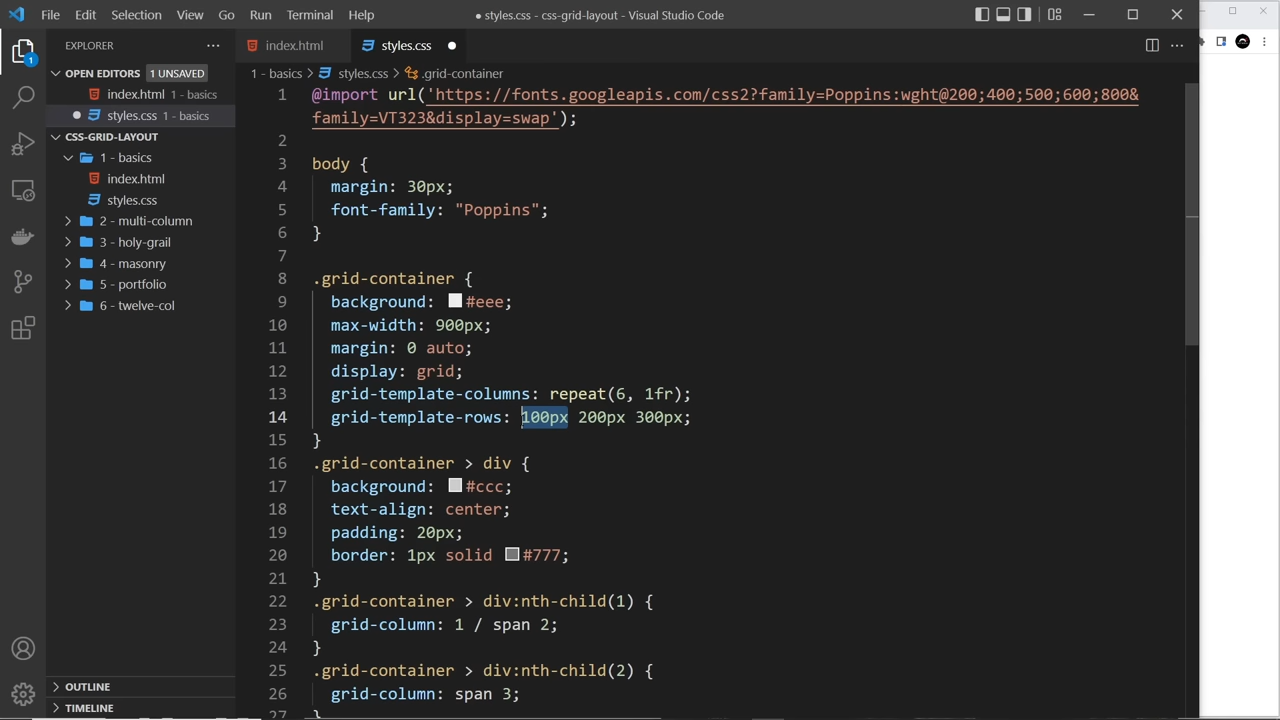 File Edit Selection View Go Run Terminal Help
● styles.css - css-grid-layout - Visual Studio Code
EXPLORER
index.html
styles.css
OPEN EDITORS 1 UNSAVED
index.html 1 - basics
styles.css 1 - basics
CSS-GRID-LAYOUT
1 - basics
index.html
styles.css
2 - multi-column
3 - holy-grail
4 - masonry
5 - portfolio
6 - twelve-col
OUTLINE
TIMELINE
1
1 - basics > styles.css > .grid-container
1 @import url('https://fonts.googleapis.com/css2?family=Poppins:wght@200;400;500;600;800&
family=VT323&display=swap');
2
3 body {
4 margin: 30px;
5 font-family: "Poppins";
6 }
7
8 .grid-container {
9 background: #eee;
10 max-width: 900px;
11 margin: 0 auto;
12 display: grid;
13 grid-template-columns: repeat(6, 1fr);
14 grid-template-rows: 100px 200px 300px;
15 }
16 .grid-container > div {
17 background: #ccc;
18 text-align: center;
19 padding: 20px;
20 border: 1px solid #777;
21 }
22 .grid-container > div:nth-child(1) {
23 grid-column: 1 / span 2;
24 }
25 .grid-container > div:nth-child(2) {
26 grid-column: span 3;
27 }